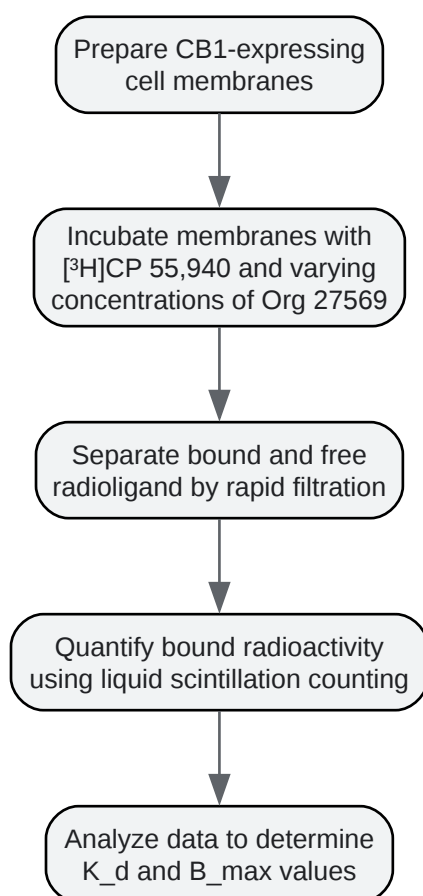 Prepare CB1-expressing
cell membranes
Incubate membranes with
[³H]CP 55,940 and varying
concentrations of Org 27569
Separate bound and free
radioligand by rapid filtration
Quantify bound radioactivity
using liquid scintillation counting
Analyze data to determine
K_d and B_max values